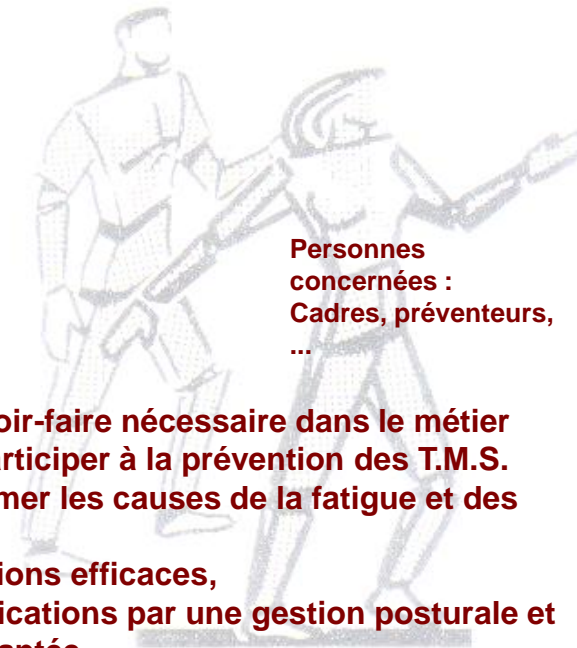 Personnes
concernées :
Cadres, préventeurs,
...
oir-faire nécessaire dans le métier
articiper à la prévention des T.M.S.
mer les causes de la fatigue et des
ions efficaces,
ications par une gestion posturale et